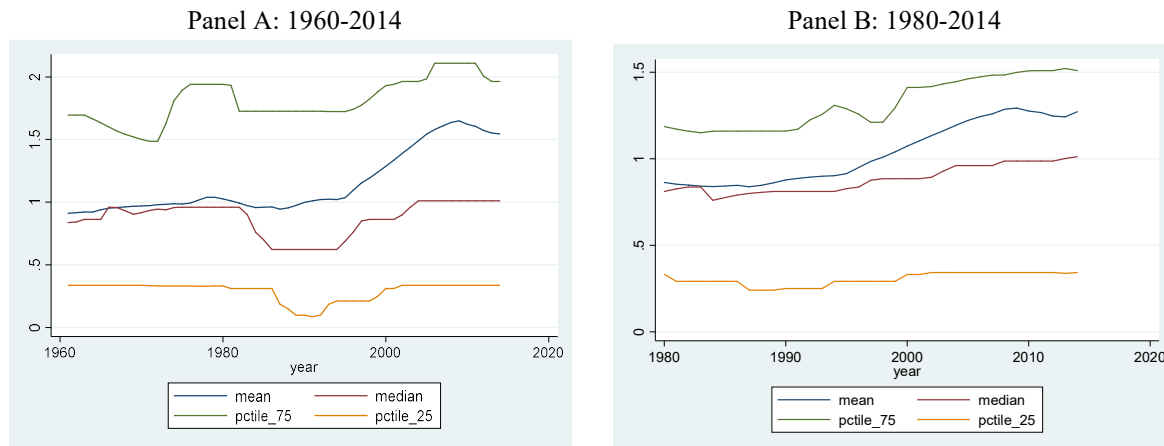 Panel A: 1960-2014
2
1.5
1
.5
0
1960 1980 2000 2020
year
mean median
pctile_75 pctile_25
Panel B: 1980-2014
1.5
1
.5
0
1980 1990 2000 2010 2020
year
mean median
pctile_75 pctile_25